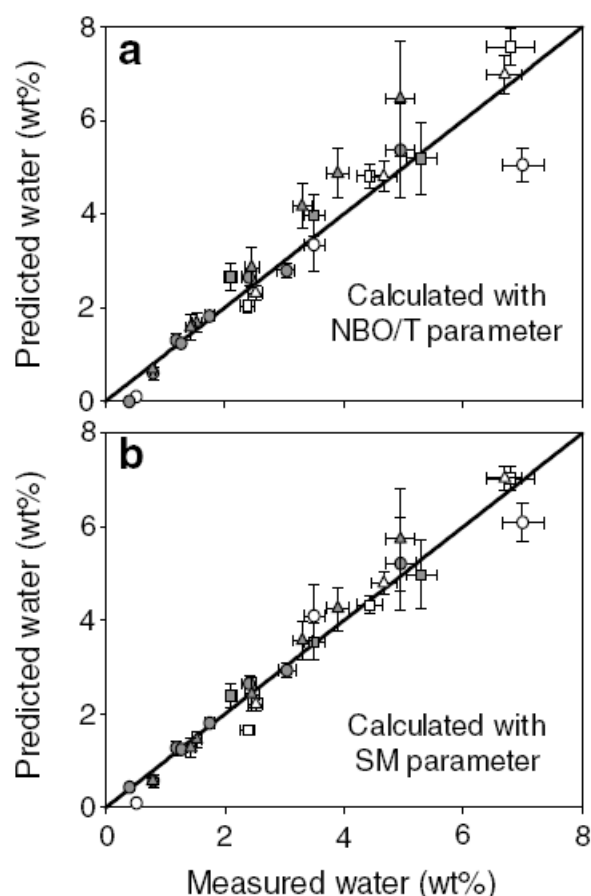 8
a
6
Predicted water (wt%)
4
Calculated with
NBO/T parameter
2
0
8
b
6
Predicted water (wt%)
4
Calculated with
SM parameter
2
0
0 2 4 6 8
Measured water (wt%)